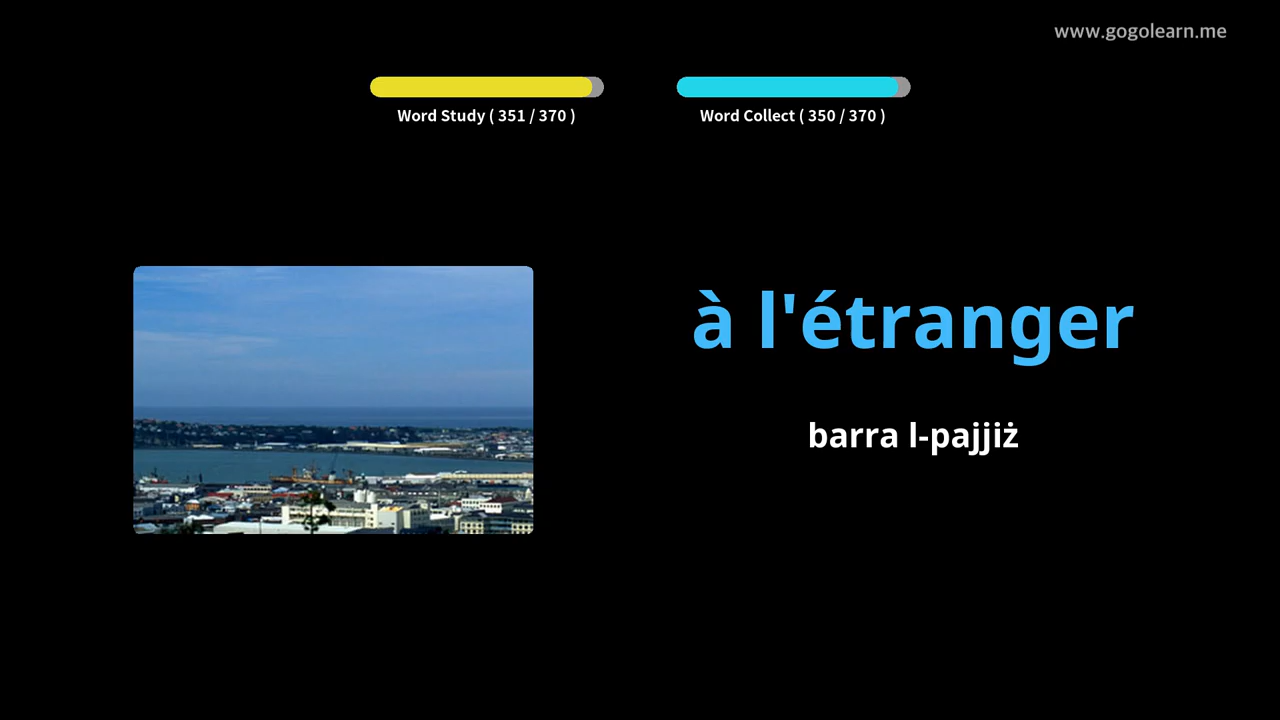 www.gogolearn.me
Word Study ( 351 / 370 )
Word Collect ( 350 / 370 )
à l'étranger
barra l-pajjiż